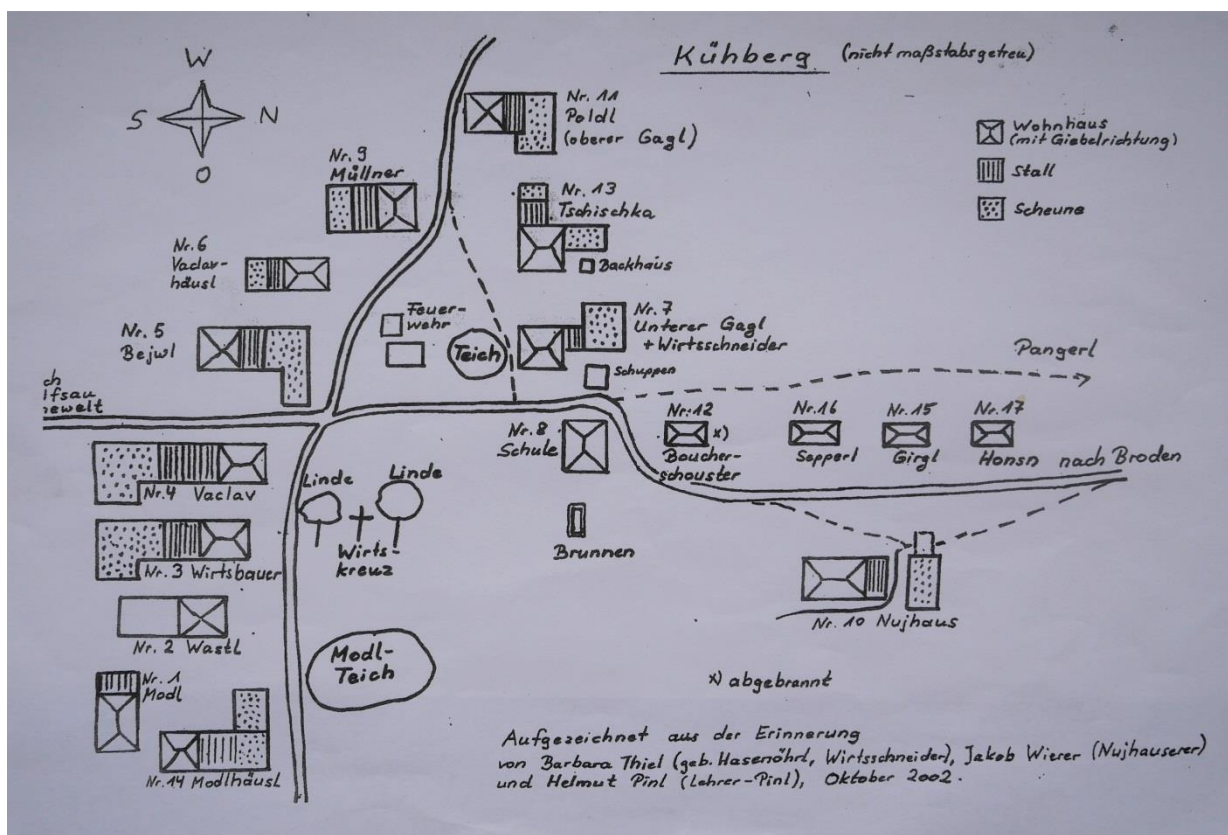 Kühberg (nicht maßstabsgetreu)
W
S
N
O
Wohnhaus
(mit Giebelrichtung)
Stall
Scheune
Nr. 11
Poldl
(oberer Gagl)
Nr. 9
Müllner
Nr. 13
Tschischka
Backhaus
Nr. 6
Vaclav-
häusl
Nr. 5
Bejwl
Feuer-
wehr
Teich
Nr. 7
Unterer Gagl
+ Wirtsschneider
Schuppen
Pangerl
Nr. 12
x)
Boucher-
schouster
Nr. 16
Sepperl
Nr. 15
Girgl
Nr. 17
Honsn
nach Broden
Nr. 8
Schule
Brunnen
Nr. 4 Vaclav
Linde
Linde
Wirts-
kreuz
Nr. 3 Wirtsbauer
Nr. 2 Wastl
Nr. 1
Modl
Modl-
Teich
Nr. 14 Modlhäusl
Nr. 10 Nujhaus
x) abgebrannt
Aufgezeichnet aus der Erinnerung
von Barbara Thiel (geb. Hasenöhrl, Wirtsschneider), Jakob Wierer (Nujhauserer)
und Helmut Pinl (Lehrer-Pinl), Oktober 2002.